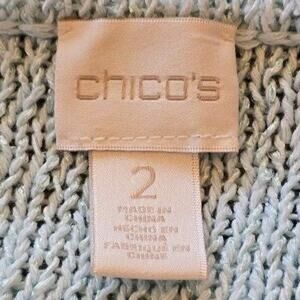 chico's
2
MADE IN
CHINA
HECHO EN
CHINA
FABRIQUÉ EN
CHINE